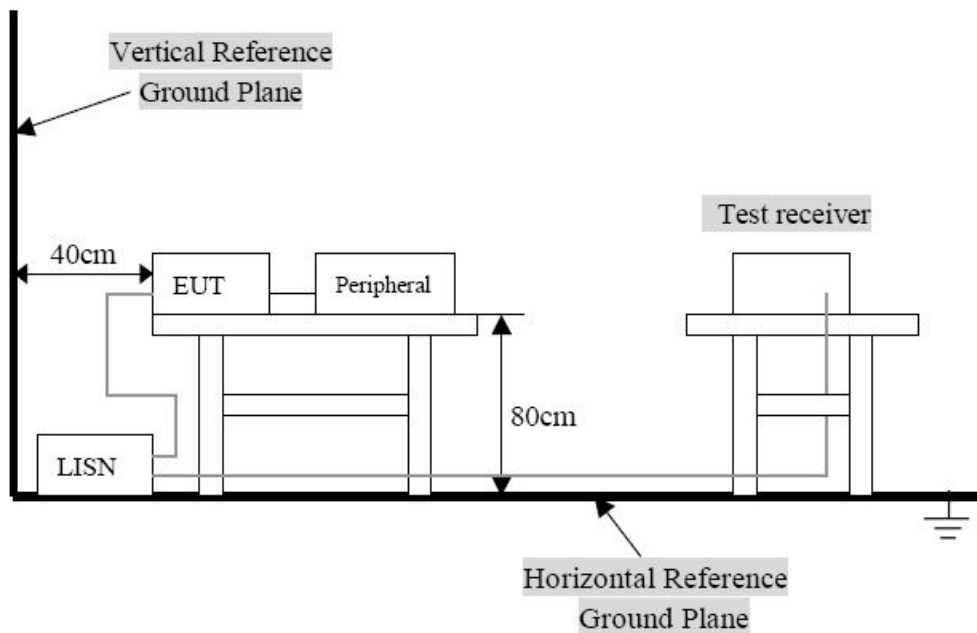 Vertical Reference
Ground Plane
Test receiver
40cm
EUT
Peripheral
80cm
LISN
Horizontal Reference
Ground Plane